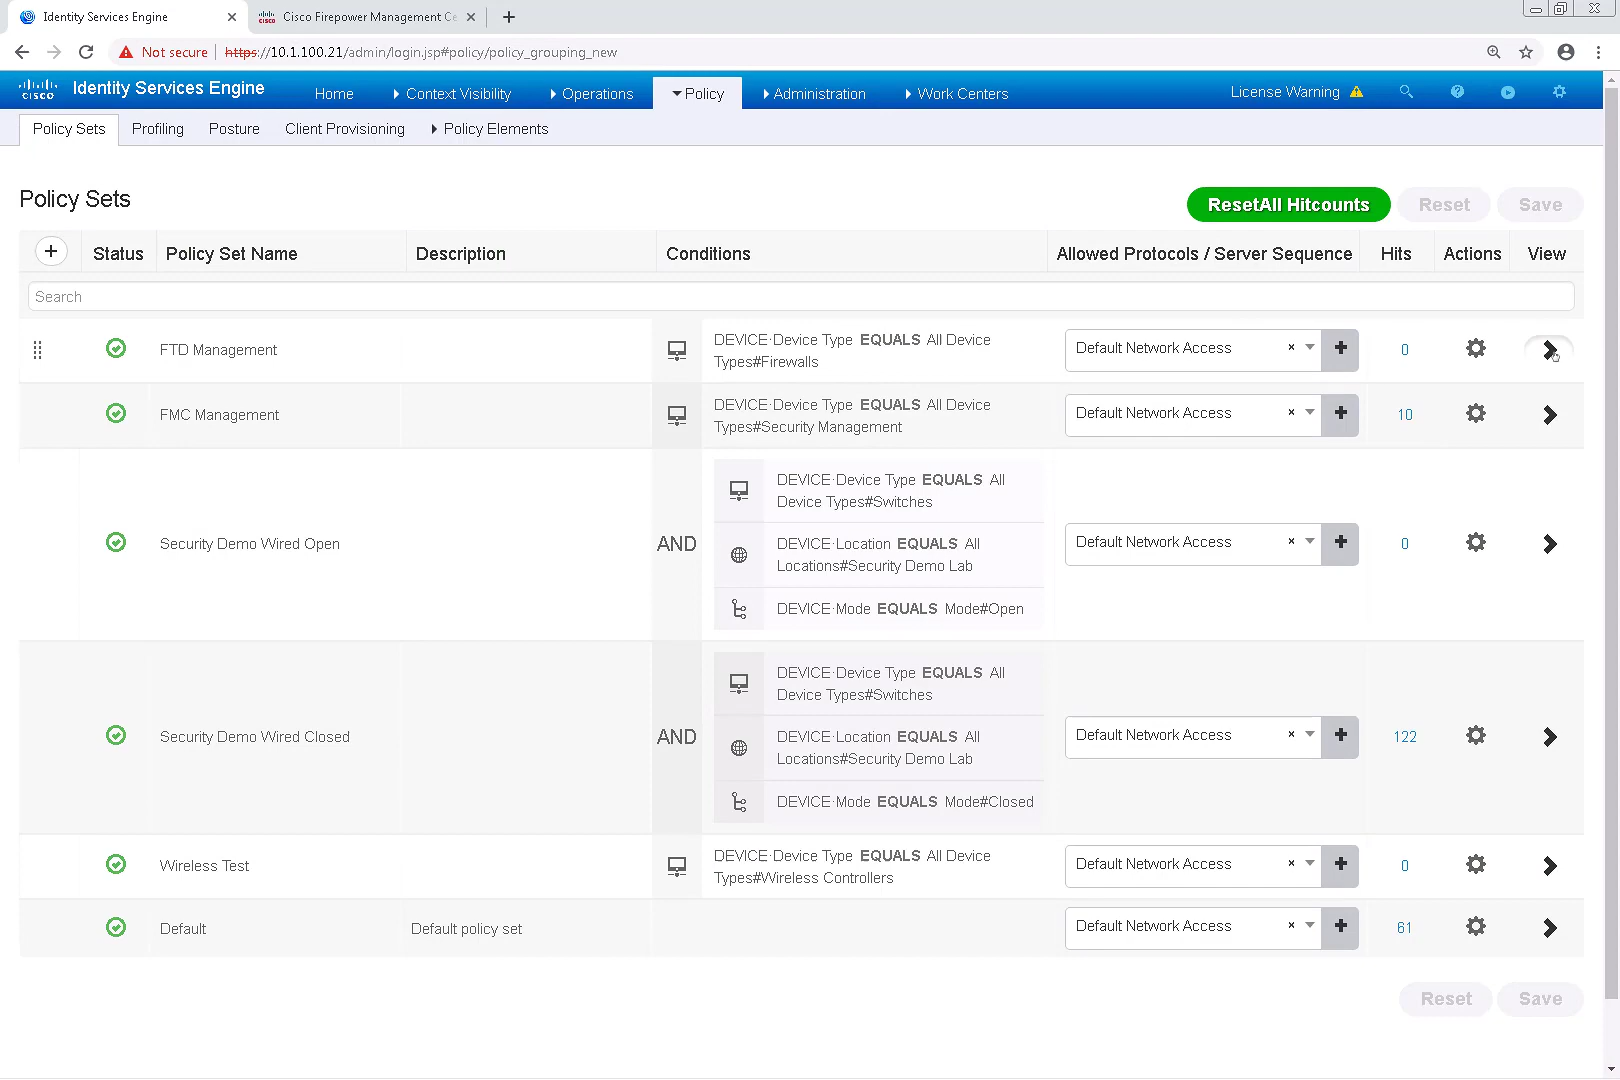 Identity Services Engine
Cisco Firepower Management Ce
Not secure
https://10.1.100.21/admin/login.jsp#policy/policy_grouping_new
CISCO
Identity Services Engine
Home
Context Visibility
Operations
Policy
Administration
Work Centers
License Warning
Policy Sets
Profiling
Posture
Client Provisioning
Policy Elements
Policy Sets
ResetAll Hitcounts
Reset
Save
Status
Policy Set Name
Description
Conditions
Allowed Protocols / Server Sequence
Hits
Actions
View
Search
FTD Management
DEVICE·Device Type EQUALS All Device
Types#Firewalls
Default Network Access
0
FMC Management
DEVICE·Device Type EQUALS All Device
Types#Security Management
Default Network Access
10
Security Demo Wired Open
AND
DEVICE·Device Type EQUALS All
Device Types#Switches
DEVICE·Location EQUALS All
Locations#Security Demo Lab
DEVICE·Mode EQUALS Mode#Open
Default Network Access
0
Security Demo Wired Closed
AND
DEVICE·Device Type EQUALS All
Device Types#Switches
DEVICE·Location EQUALS All
Locations#Security Demo Lab
DEVICE·Mode EQUALS Mode#Closed
Default Network Access
122
Wireless Test
DEVICE·Device Type EQUALS All Device
Types#Wireless Controllers
Default Network Access
0
Default
Default policy set
Default Network Access
61
Reset
Save